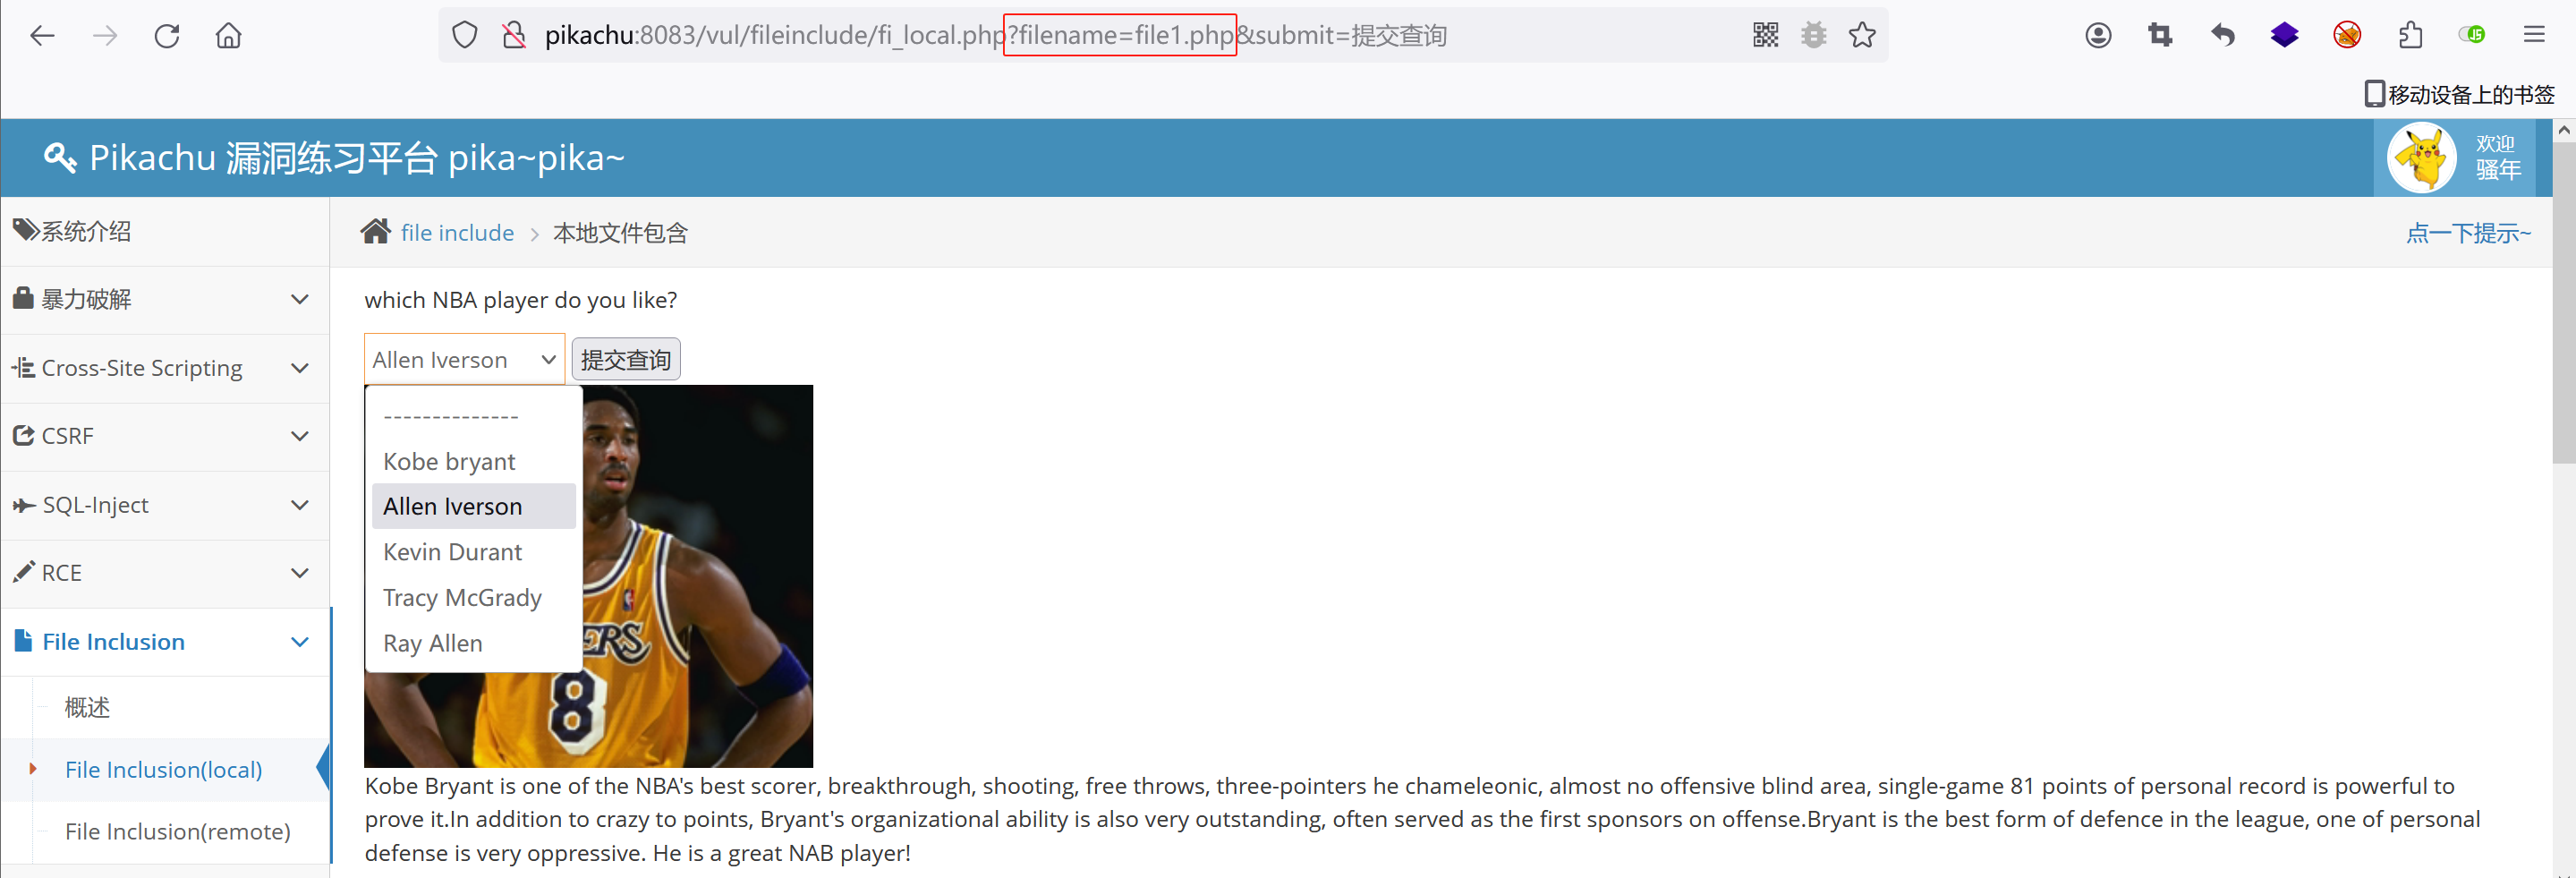 pikachu:8083/vul/fileinclude/fi_local.php?filename=file1.php&submit=提交查询
JS
移动设备上的书签
Pikachu 漏洞练习平台 pika~pika~
欢迎
骚年
系统介绍
暴力破解
Cross-Site Scripting
CSRF
SQL-Inject
RCE
File Inclusion
概述
File Inclusion(local)
File Inclusion(remote)
file include
本地文件包含
点一下提示~
which NBA player do you like?
Allen Iverson
提交查询
--------------
Kobe bryant
Allen Iverson
Kevin Durant
Tracy McGrady
Ray Allen
ERS
8
Kobe Bryant is one of the NBA's best scorer, breakthrough, shooting, free throws, three-pointers he chameleonic, almost no offensive blind area, single-game 81 points of personal record is powerful to
prove it.In addition to crazy to points, Bryant's organizational ability is also very outstanding, often served as the first sponsors on offense.Bryant is the best form of defence in the league, one of personal
defense is very oppressive. He is a great NAB player!